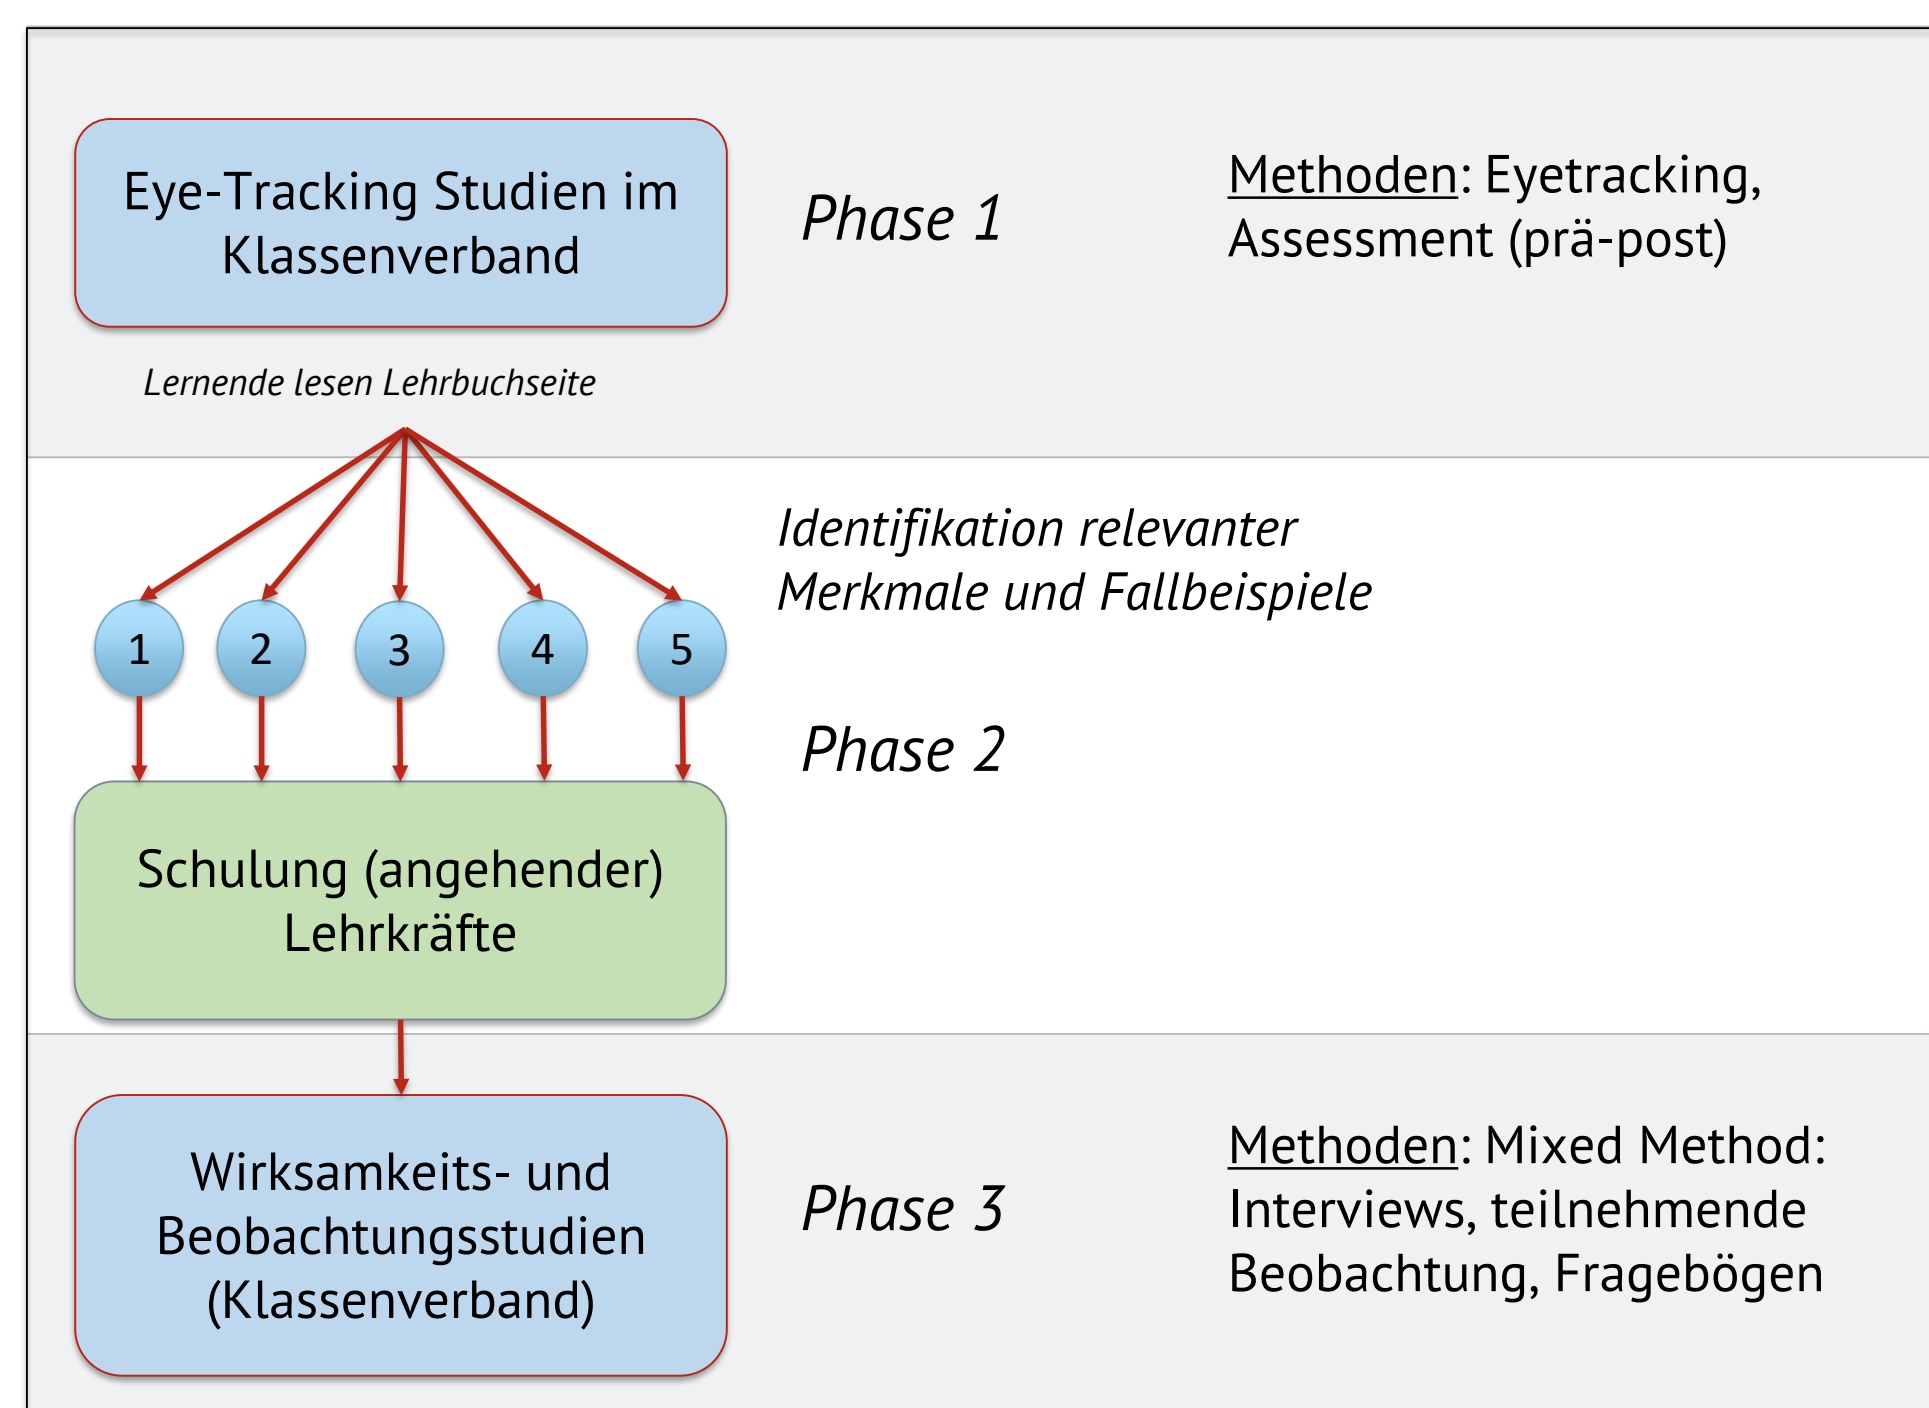 Eye-Tracking Studien im
Klassenverband
Phase 1
Methoden: Eyetracking,
Assessment (prä-post)
Lernende lesen Lehrbuchseite
Identifikation relevanter
Merkmale und Fallbeispiele
1 2 3 4 5
Phase 2
Schulung (angehender)
Lehrkräfte
Wirksamkeits- und
Beobachtungsstudien
(Klassenverband)
Phase 3
Methoden: Mixed Method:
Interviews, teilnehmende
Beobachtung, Fragebögen